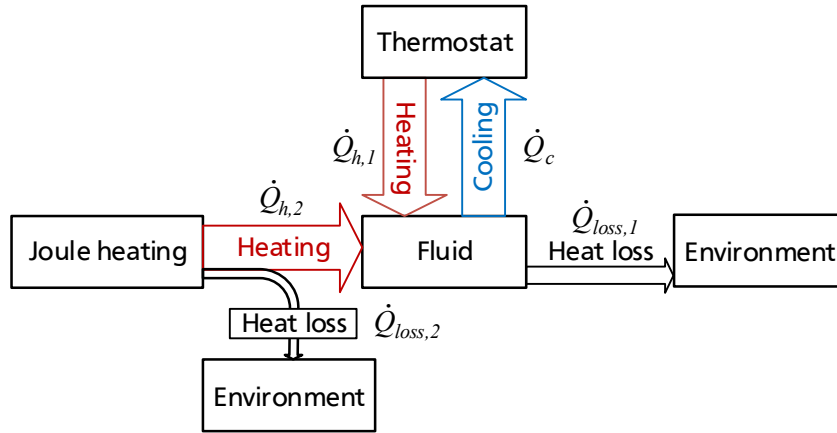 Thermostat
Heating
Cooling
Q̇h,1
Q̇c
Q̇h,2
Q̇loss,1
Joule heating
Heating
Fluid
Heat loss
Environment
Heat loss
Q̇loss,2
Environment